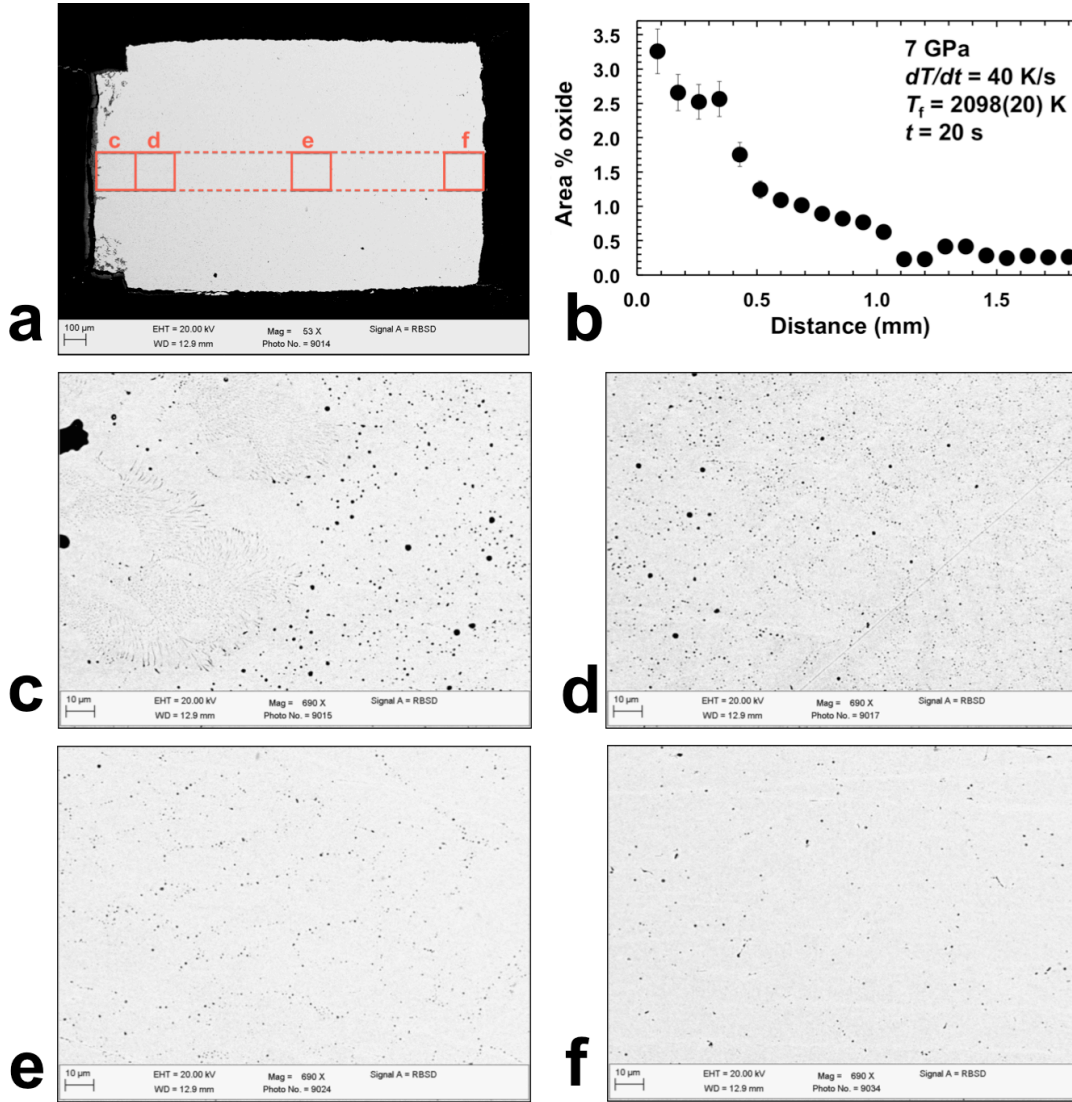 a
c d e f
100 µm
EHT = 20.00 kV
WD = 12.9 mm
Mag = 53 X
Photo No. = 9014
Signal A = RBSD
b
7 GPa
dT/dt = 40 K/s
Tf = 2098(20) K
t = 20 s
Area % oxide
3.5
3.0
2.5
2.0
1.5
1.0
0.5
0.0
0.0 0.5 1.0 1.5
Distance (mm)
c
10 µm
EHT = 20.00 kV
WD = 12.9 mm
Mag = 690 X
Photo No. = 9015
Signal A = RBSD
d
10 µm
EHT = 20.00 kV
WD = 12.9 mm
Mag = 690 X
Photo No. = 9017
Signal A = RBSD
e
10 µm
EHT = 20.00 kV
WD = 12.9 mm
Mag = 690 X
Photo No. = 9024
Signal A = RBSD
f
10 µm
EHT = 20.00 kV
WD = 12.9 mm
Mag = 690 X
Photo No. = 9034
Signal A = RBSD